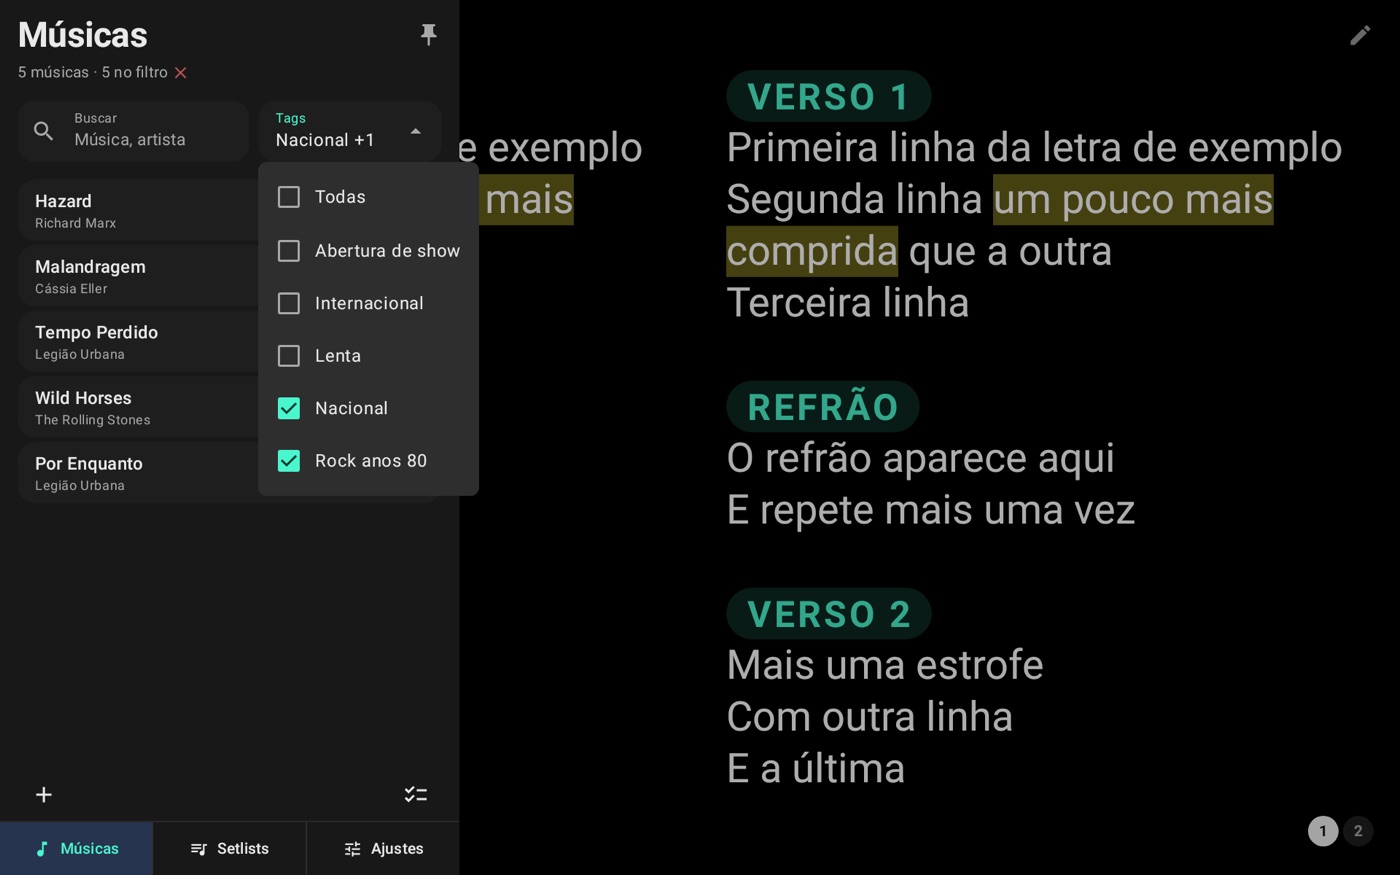 Músicas
5 músicas · 5 no filtro
Buscar
Música, artista
Tags
Nacional +1
Hazard
Richard Marx
Malandragem
Cássia Eller
Tempo Perdido
Legião Urbana
Wild Horses
The Rolling Stones
Por Enquanto
Legião Urbana
Todas
Abertura de show
Internacional
Lenta
Nacional
Rock anos 80
Músicas
Setlists
Ajustes
e exemplo
mais
VERSO 1
Primeira linha da letra de exemplo
Segunda linha um pouco mais
comprida que a outra
Terceira linha
REFRÃO
O refrão aparece aqui
E repete mais uma vez
VERSO 2
Mais uma estrofe
Com outra linha
E a última
1 2